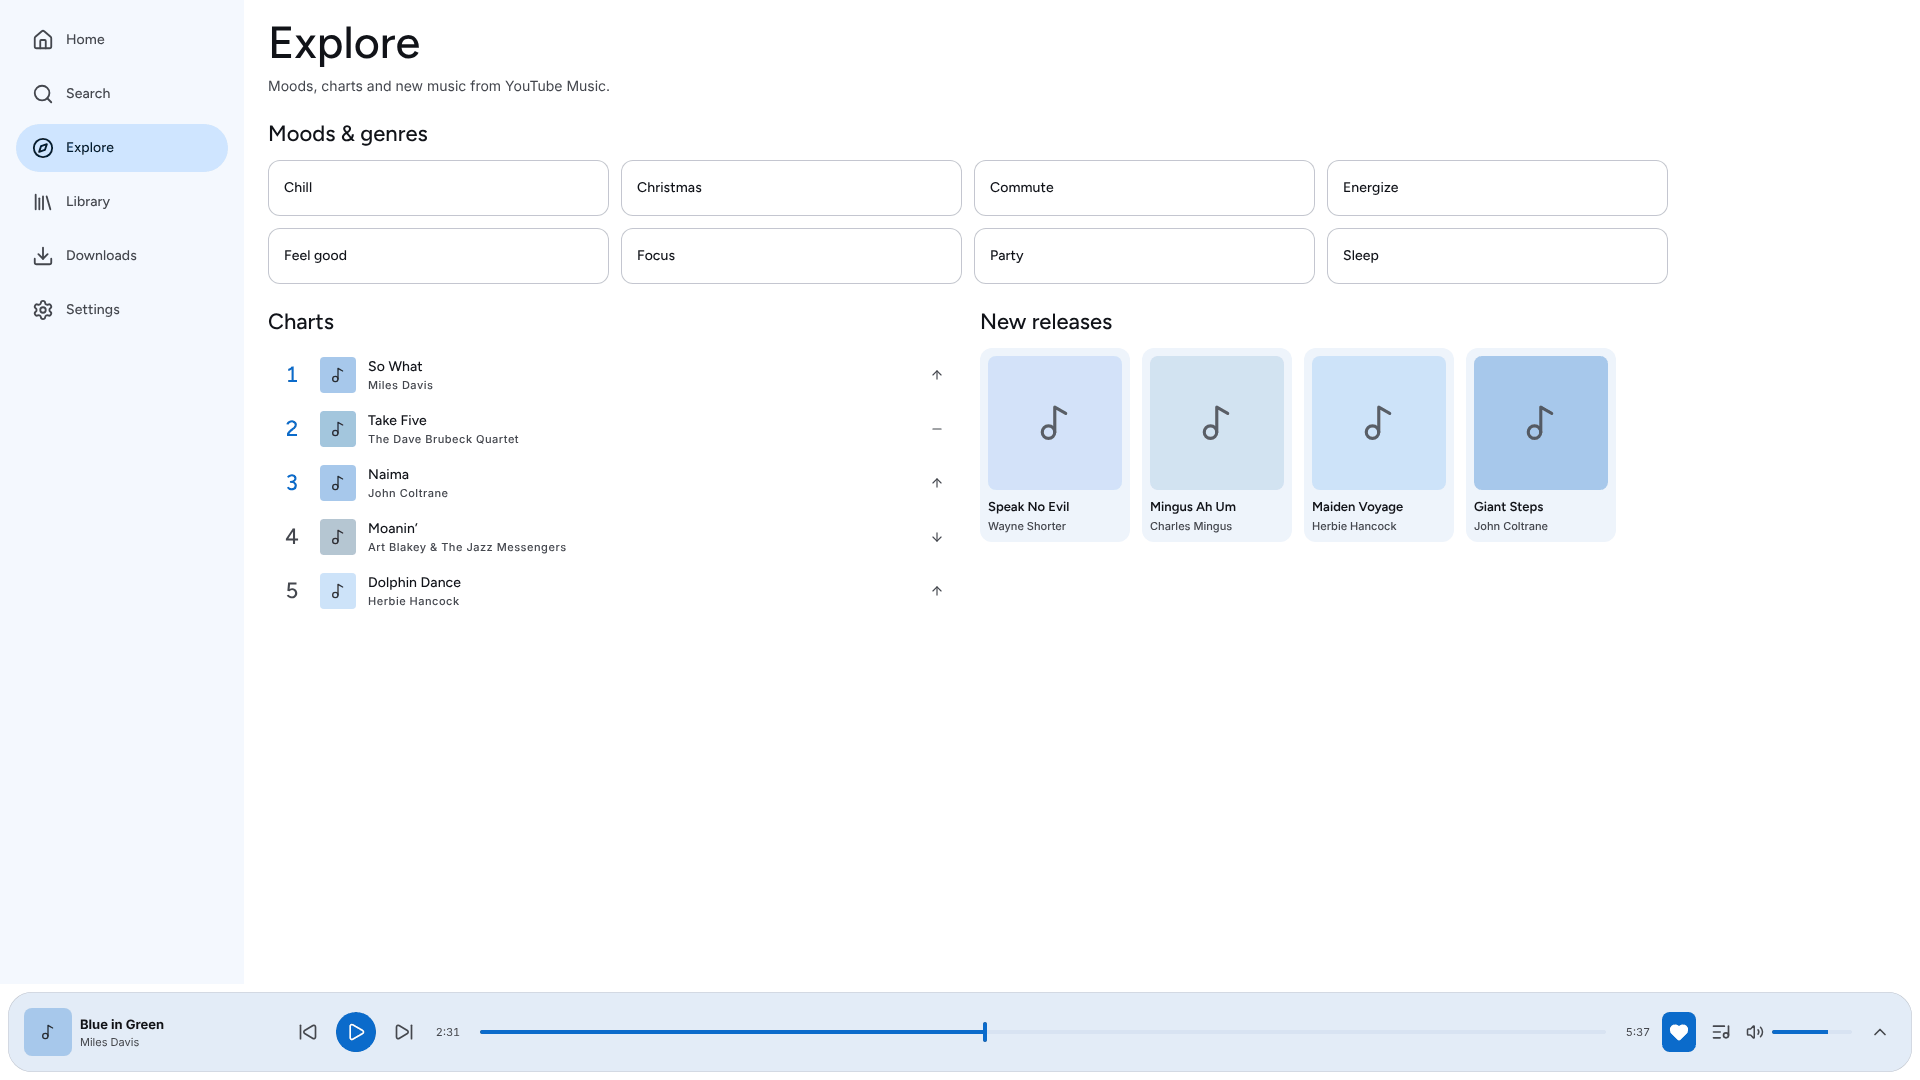 Home
Search
Explore
Library
Downloads
Settings
Explore
Moods, charts and new music from YouTube Music.
Moods & genres
Chill
Christmas
Commute
Energize
Feel good
Focus
Party
Sleep
Charts
1
So What
Miles Davis
2
Take Five
The Dave Brubeck Quartet
3
Naima
John Coltrane
4
Moanin’
Art Blakey & The Jazz Messengers
5
Dolphin Dance
Herbie Hancock
New releases
Speak No Evil
Wayne Shorter
Mingus Ah Um
Charles Mingus
Maiden Voyage
Herbie Hancock
Giant Steps
John Coltrane
Blue in Green
Miles Davis
2:31
5:37